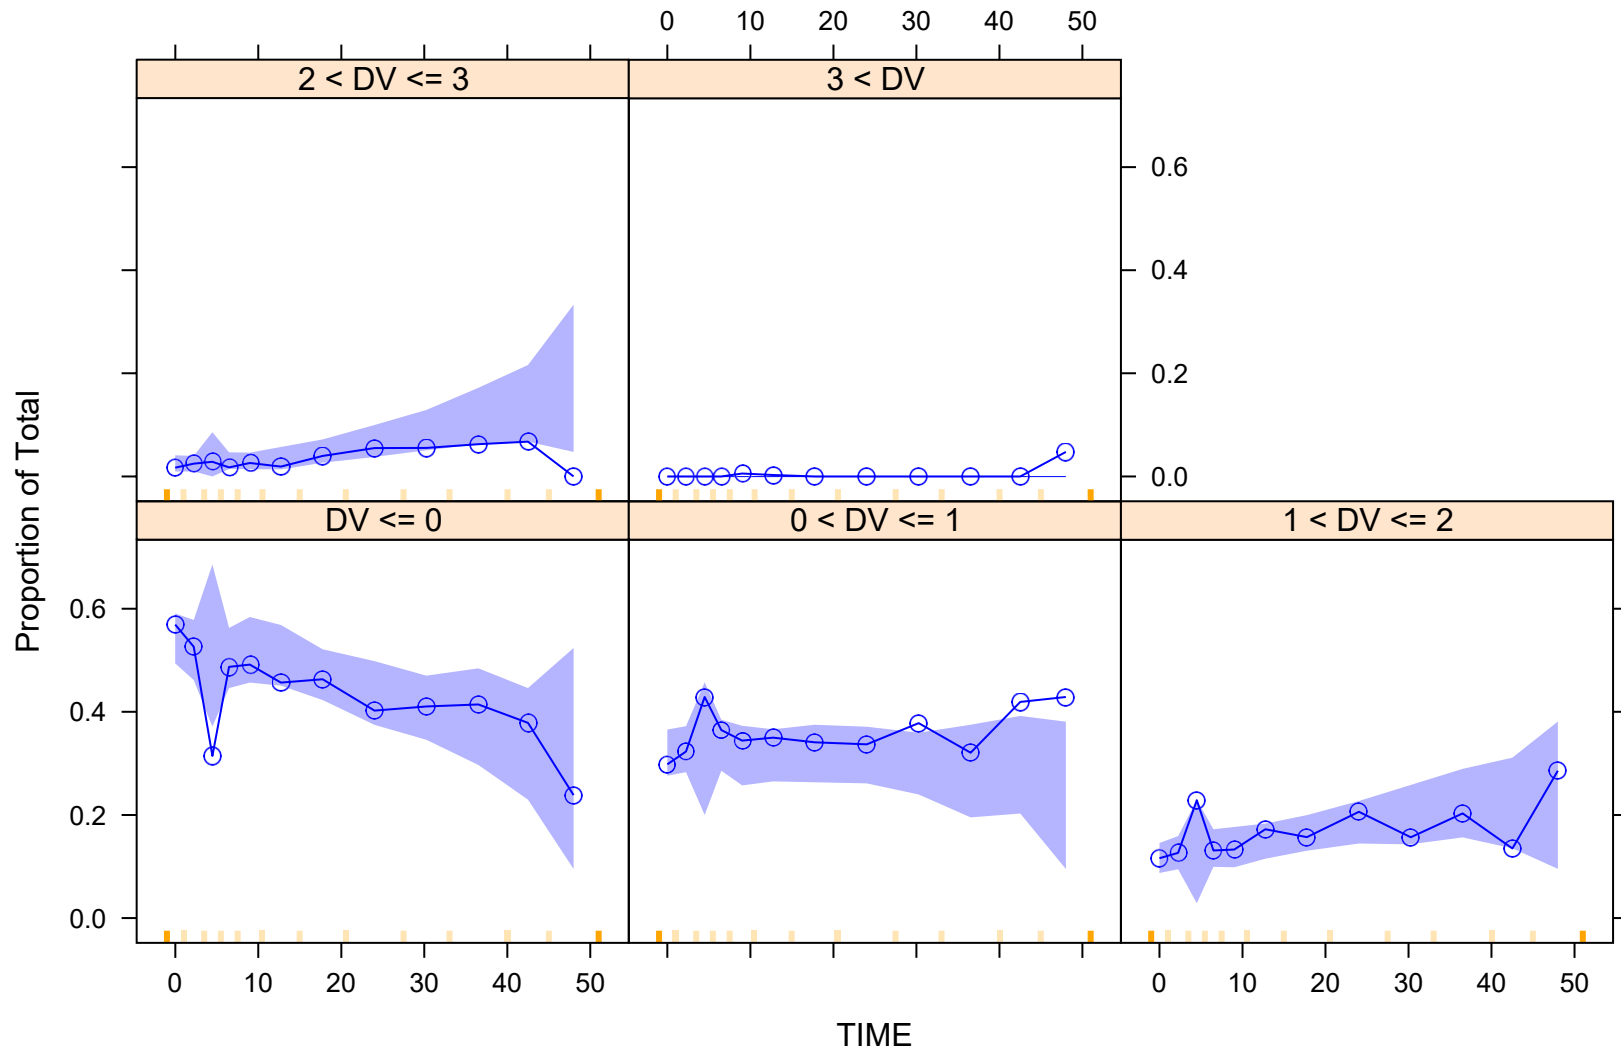 0 10 20 30 40 50
2 < DV <= 3
3 < DV
0.6
0.4
0.2
0.0
Proportion of Total
DV <= 0
0 < DV <= 1
1 < DV <= 2
0.6
0.4
0.2
0.0
0 10 20 30 40 50
0 10 20 30 40 50
TIME